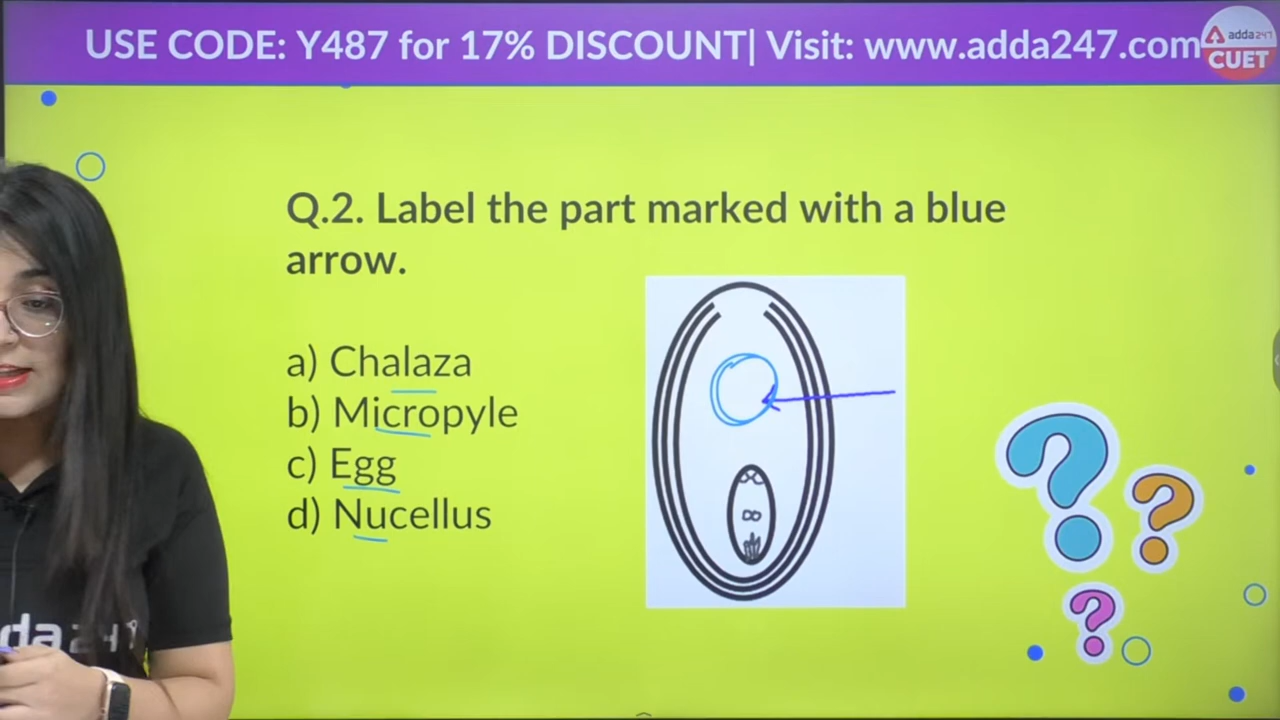 USE CODE: Y487 for 17% DISCOUNT| Visit: www.adda247.com
adda247
CUET
Q.2. Label the part marked with a blue
arrow.
a) Chalaza
b) Micropyle
c) Egg
d) Nucellus
da247